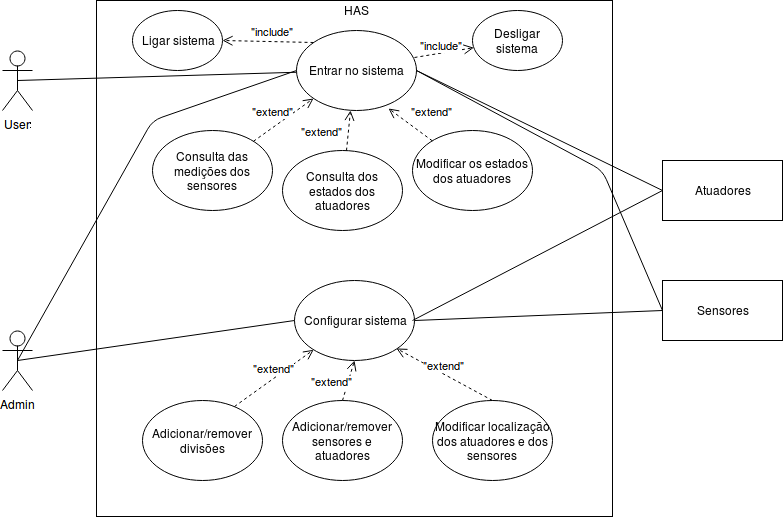 HAS
Ligar sistema
"include"
Desligar
sistema
"include"
Entrar no sistema
User:
"extend"
"extend"
"extend"
Consulta das
medições dos
sensores
Consulta dos
estados dos
atuadores
Modificar os estados
dos atuadores
Atuadores
Configurar sistema
Sensores
Admin
"extend"
"extend"
"extend"
Adicionar/remover
divisões
Adicionar/remover
sensores e
atuadores
Modificar localização
dos atuadores e dos
sensores